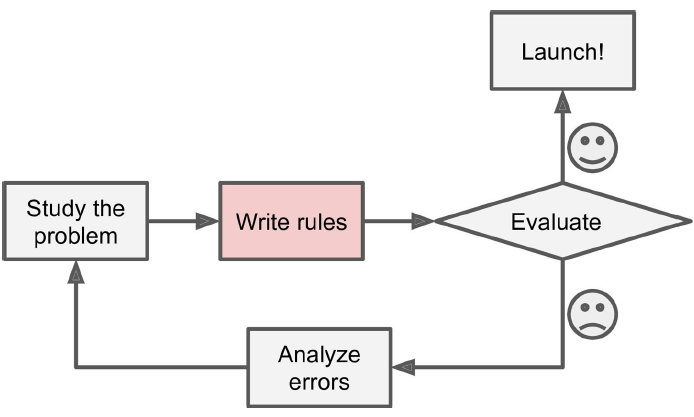 Launch!
Study the
problem
Write rules
Evaluate
Analyze
errors